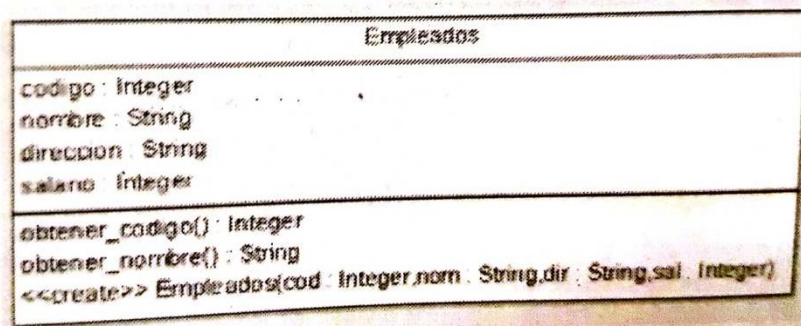 Empleados
codigo : Integer
nombre : String
direccion : String
salario : Integer
obtener_codigo() : Integer
obtener_nombre() : String
<<create>> Empleados(cod : Integer,nom : String,dir : String,sal : Integer)